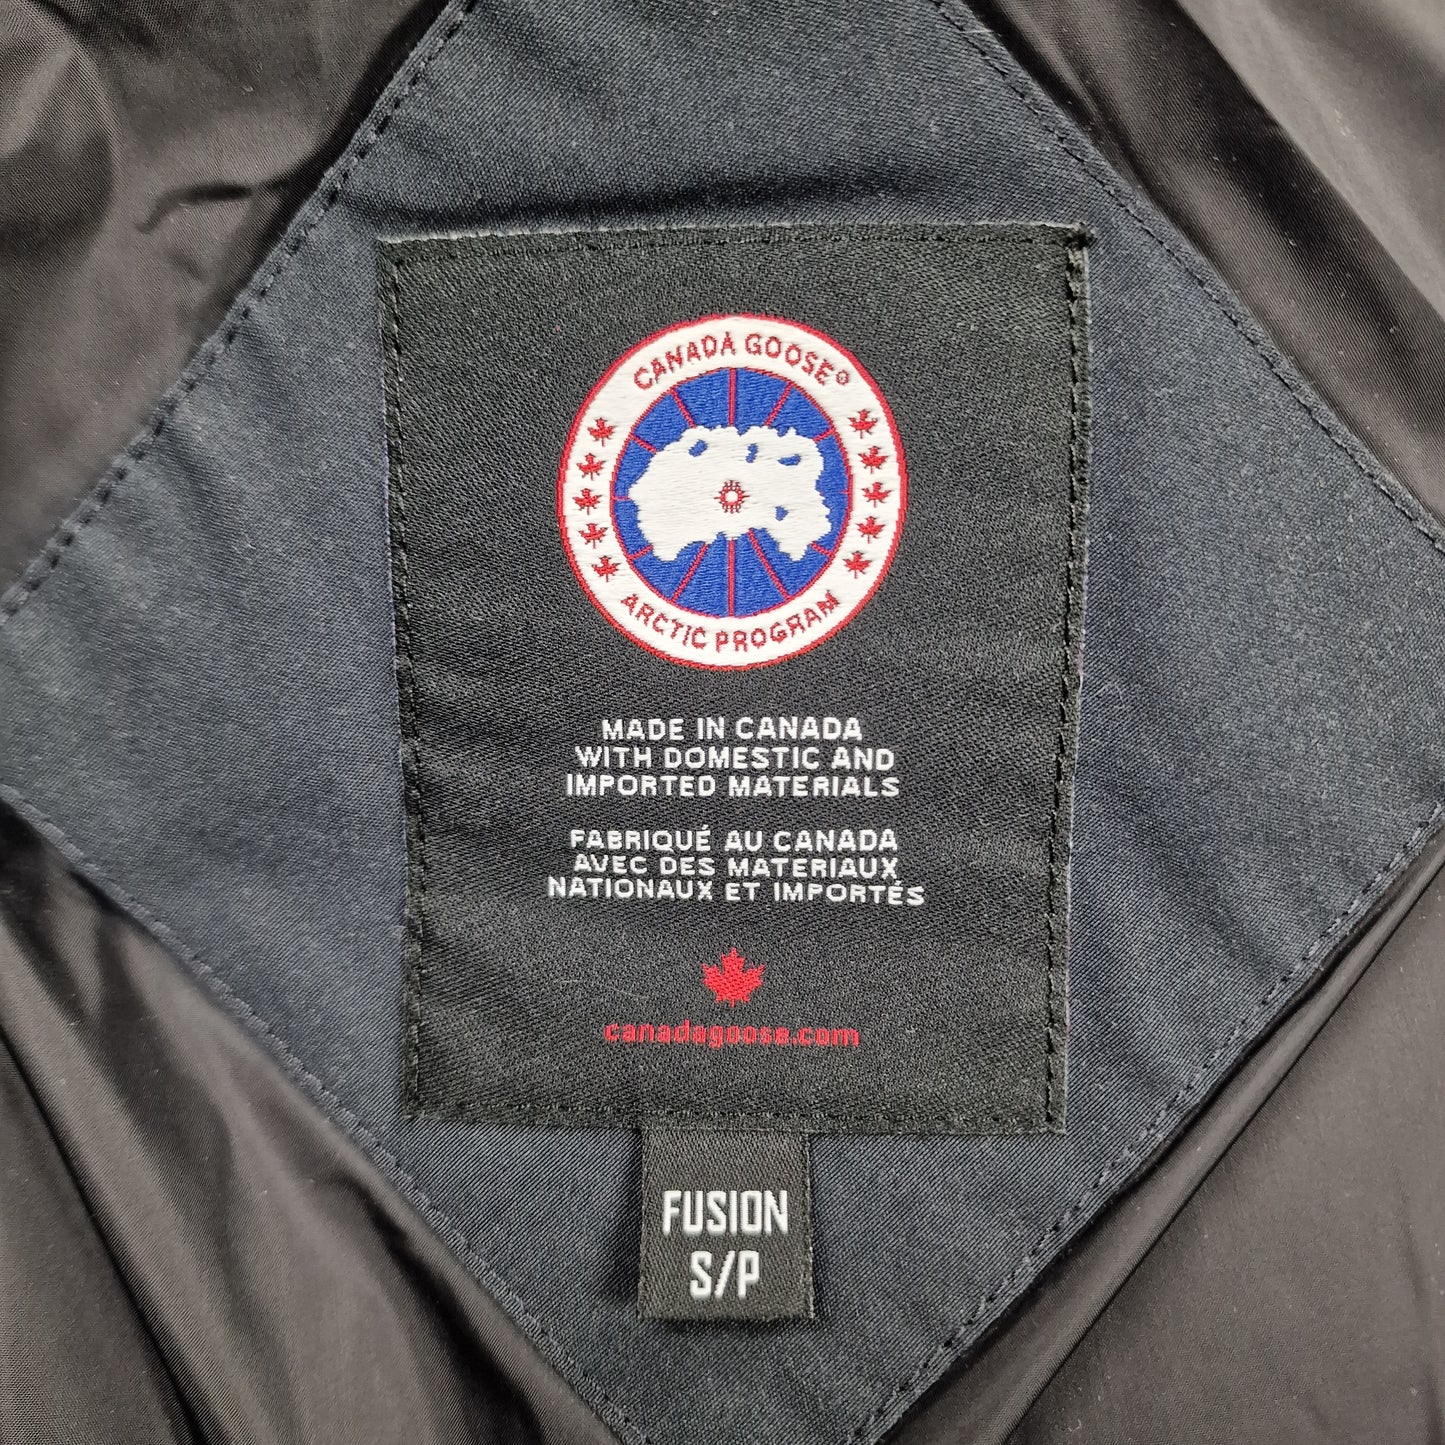 CANADA GOOSE®
ARCTIC PROGRAM
MADE IN CANADA
WITH DOMESTIC AND
IMPORTED MATERIALS
FABRIQUÉ AU CANADA
AVEC DES MATERIAUX
NATIONAUX ET IMPORTÉS
canadagoose.com
FUSION
S/P